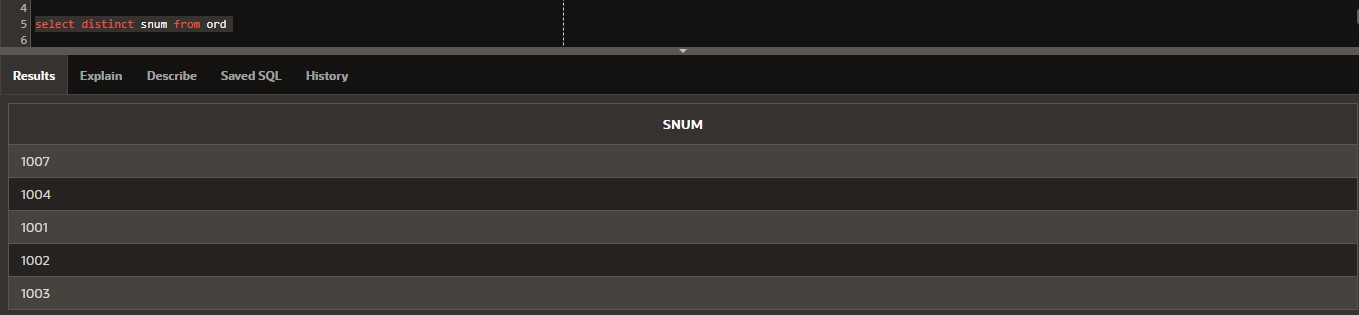 4
5 select distinct snum from ord
6
Results Explain Describe Saved SQL History
SNUM
1007
1004
1001
1002
1003